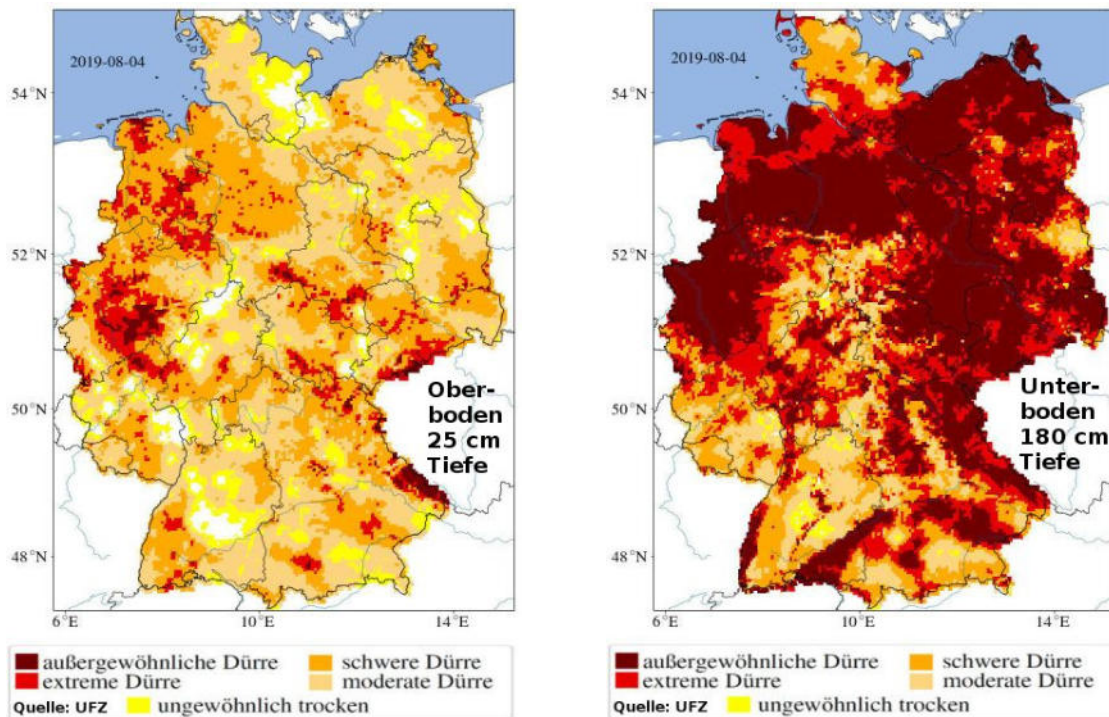 2019-08-04
54°N
52°N
50°N
48°N
6°E 10°E 14°E
Ober-
boden
25 cm
Tiefe
außergewöhnliche Dürre schwere Dürre
extreme Dürre moderate Dürre
Quelle: UFZ ungewöhnlich trocken
2019-08-04
54°N
52°N
50°N
48°N
6°E 10°E 14°E
Unter-
boden
180 cm
Tiefe
außergewöhnliche Dürre schwere Dürre
extreme Dürre moderate Dürre
Quelle: UFZ ungewöhnlich trocken